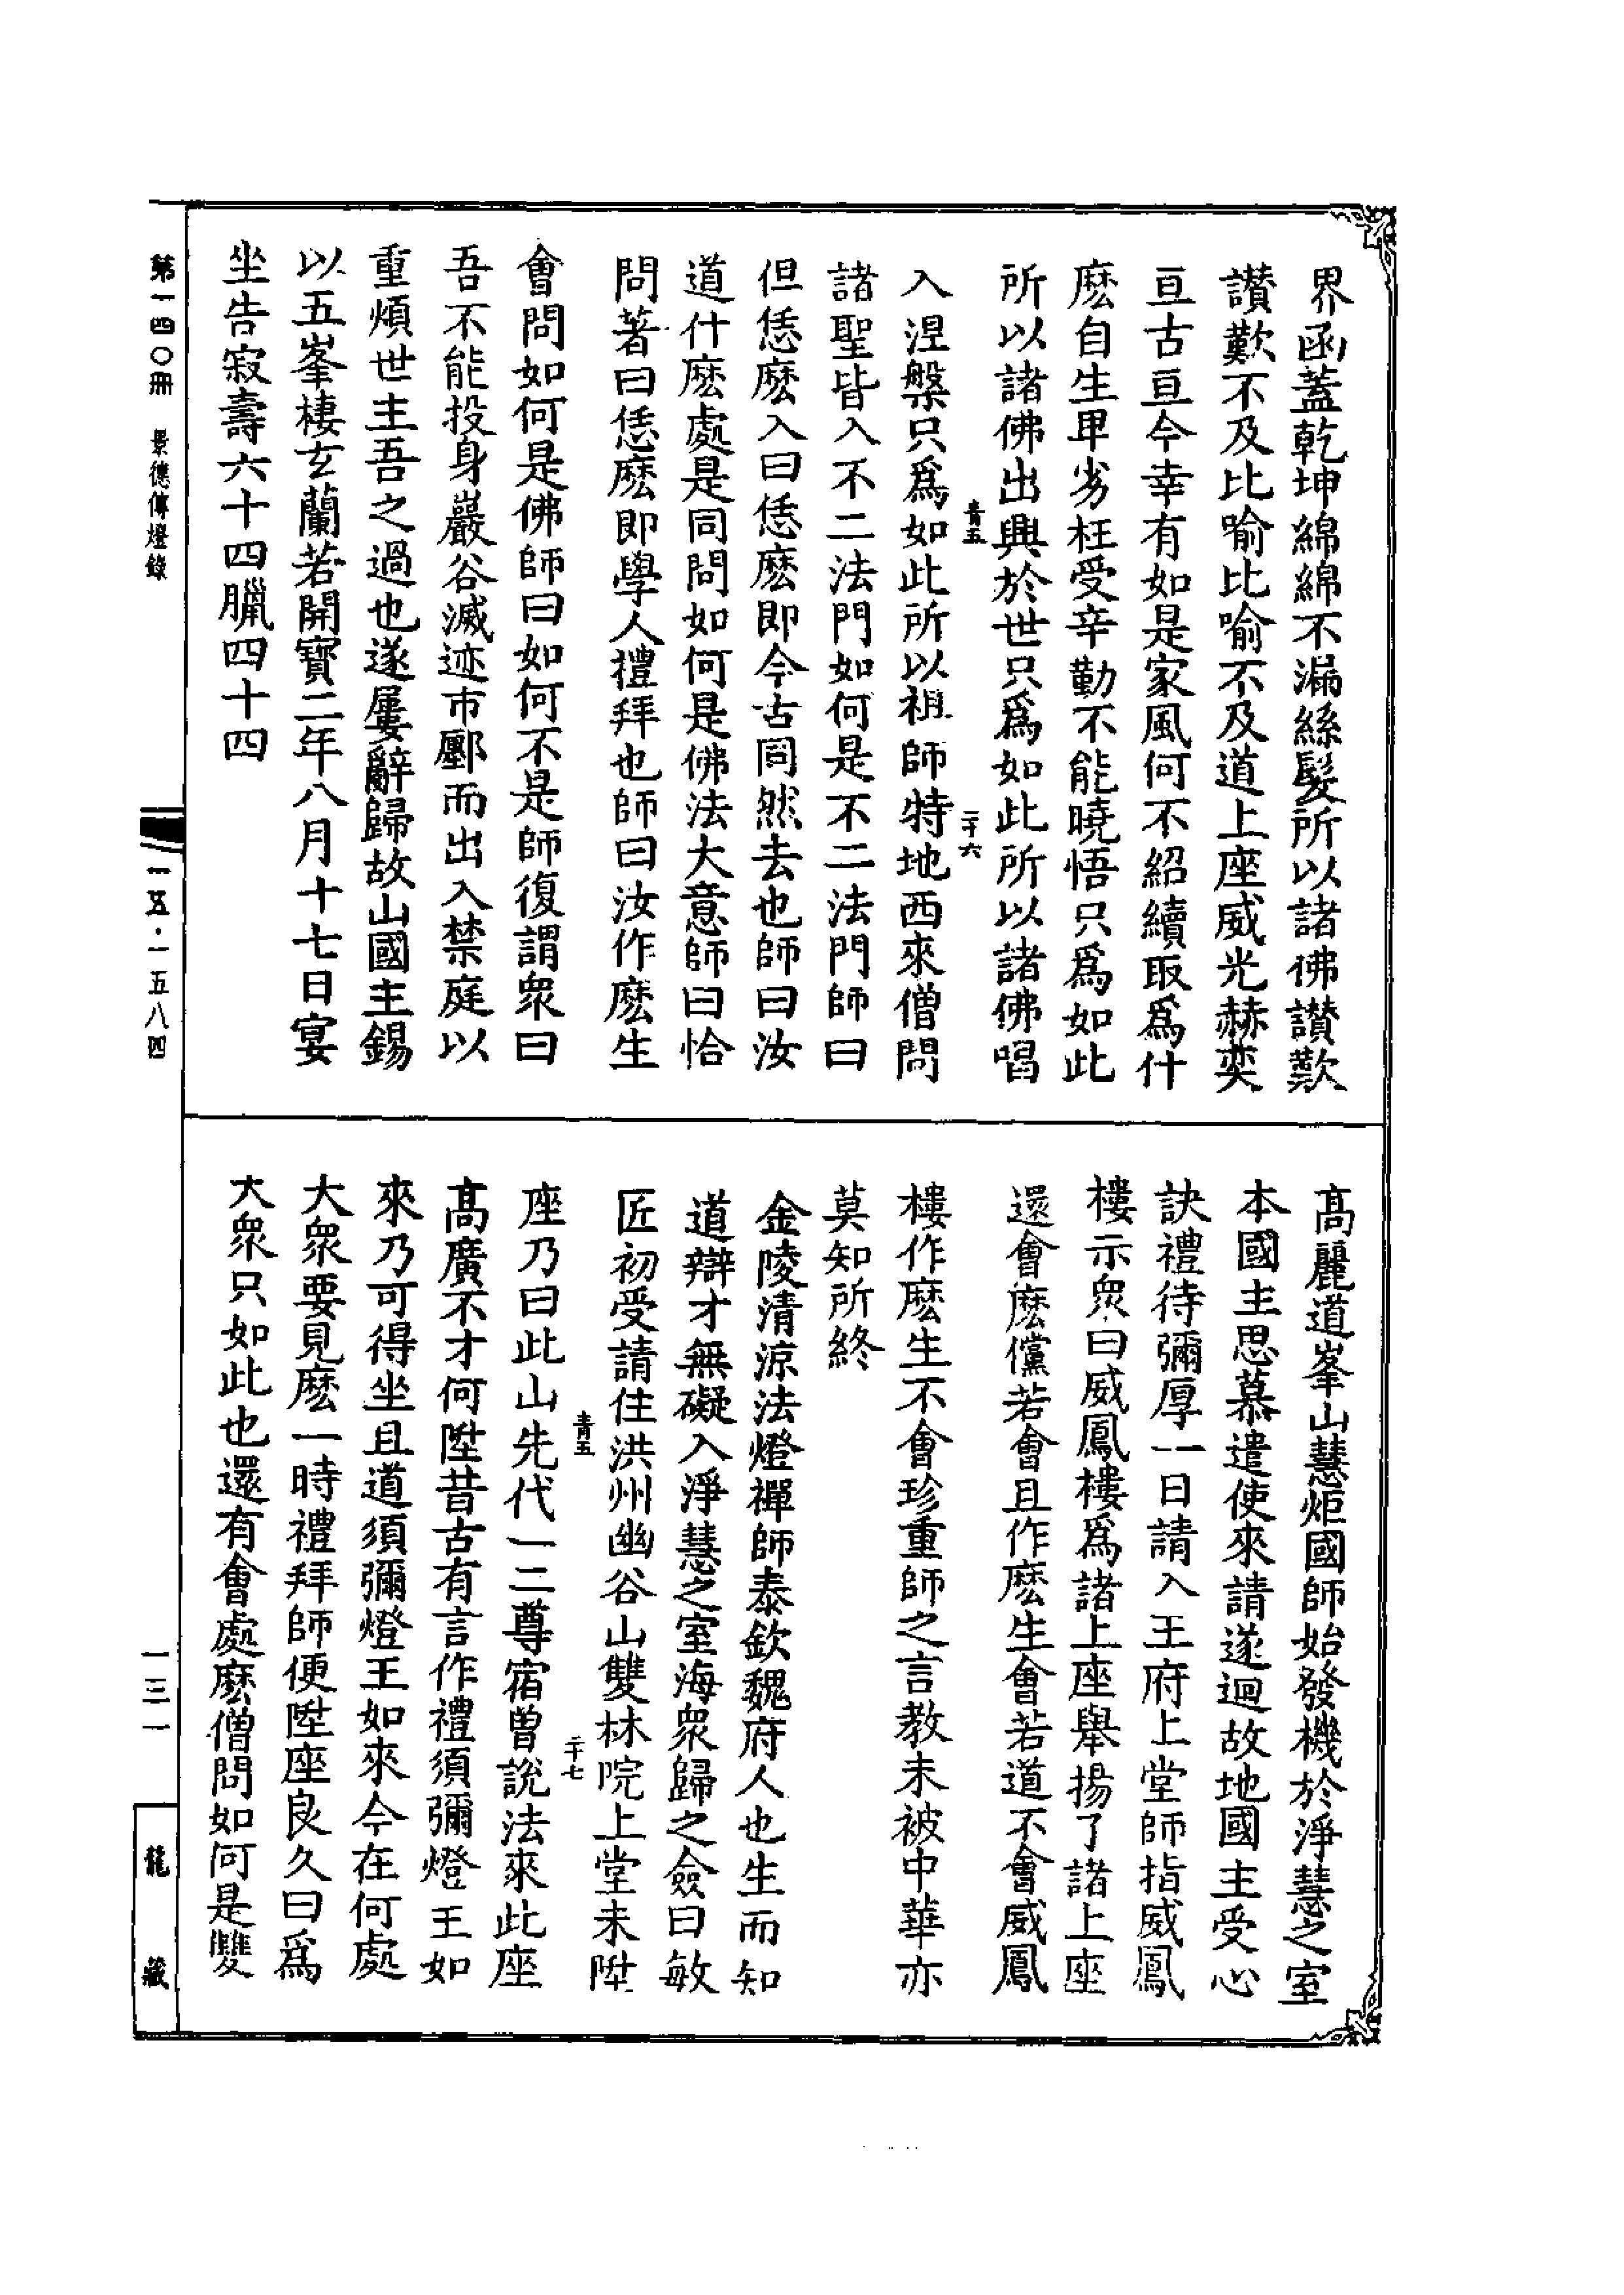 界函蓋乾坤綿綿不漏絲髮所以諸佛讃歎
讃歎不及比喻比喻不及道上座威光赫奕
亘古亘今幸有如是家風何不紹續取爲什
麽自生卑劣枉受辛勤不能曉悟只爲如此
所以諸佛出興於世只爲如此所以諸佛唱
青五
二十六
入涅槃只爲如此所以祖師特地西來僧問
諸聖皆入不二法門如何是不二法門師曰
但恁麽入曰恁麽即今古同然去也師曰汝
道什麽處是同問如何是佛法大意師曰恰
問著曰恁麽即學人禮拜也師曰汝作麽生
會問如何是佛師曰如何不是師復謂衆曰
吾不能投身巖谷滅迹市鄽而出入禁庭以
重煩世主吾之過也遂屢辭歸故山國主錫
以五峯棲玄蘭若開寶二年八月十七日宴
坐告寂壽六十四臘四十四
高麗道峯山慧炬國師始發機於淨慧之室
本國主思慕遣使來請遂迴故地國主受心
訣禮待彌厚一日請入王府上堂師指威鳳
樓示衆曰威鳳樓爲諸上座舉揚了諸上座
還會麽儻若會且作麽生會若道不會威鳳
樓作麽生不會珍重師之言教未被中華亦
莫知所終
金陵清涼法燈禪師泰欽魏府人也生而知
道辯才無礙入淨慧之室海衆歸之僉曰敏
匠初受請住洪州幽谷山雙林院上堂未陞
青五
二十七
座乃曰此山先代一二尊宿曾說法來此座
高廣不才何陞昔古有言作禮須彌燈王如
來乃可得坐且道須彌燈王如來今在何處
大衆要見麽一時禮拜師便陞座良久曰爲
大衆只如此也還有會處麽僧問如何是雙
第一四〇冊 景德傳燈錄
一五·一五八四
一三一
龍藏